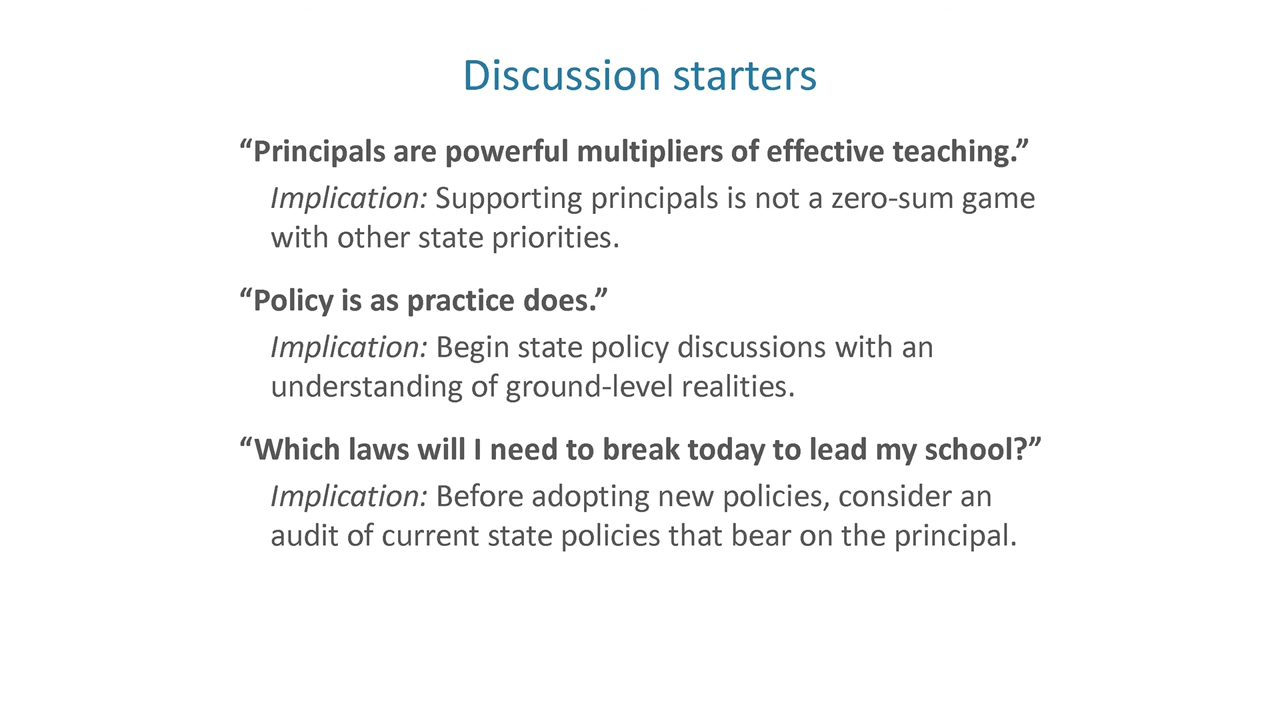 Discussion starters
“Principals are powerful multipliers of effective teaching.”
Implication: Supporting principals is not a zero-sum game
with other state priorities.
“Policy is as practice does.”
Implication: Begin state policy discussions with an
understanding of ground-level realities.
“Which laws will I need to break today to lead my school?”
Implication: Before adopting new policies, consider an
audit of current state policies that bear on the principal.